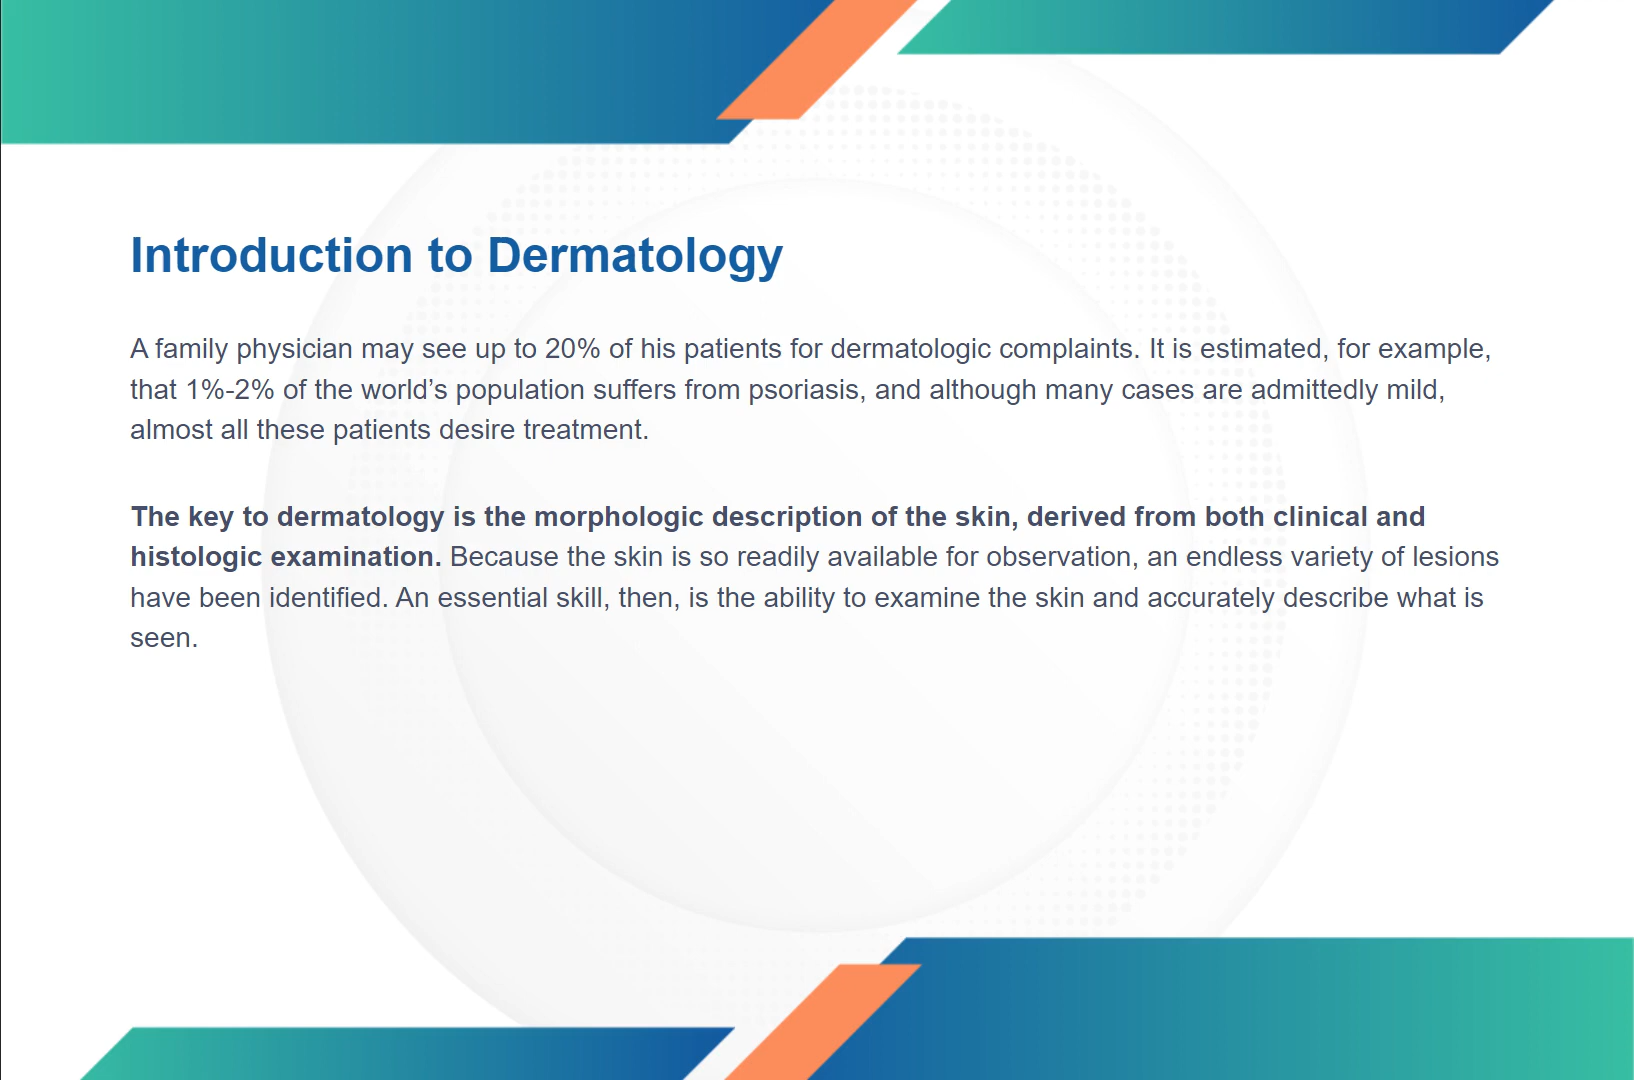 Introduction to Dermatology
A family physician may see up to 20% of his patients for dermatologic complaints. It is estimated, for example,
that 1%-2% of the world’s population suffers from psoriasis, and although many cases are admittedly mild,
almost all these patients desire treatment.
The key to dermatology is the morphologic description of the skin, derived from both clinical and
histologic examination. Because the skin is so readily available for observation, an endless variety of lesions
have been identified. An essential skill, then, is the ability to examine the skin and accurately describe what is
seen.